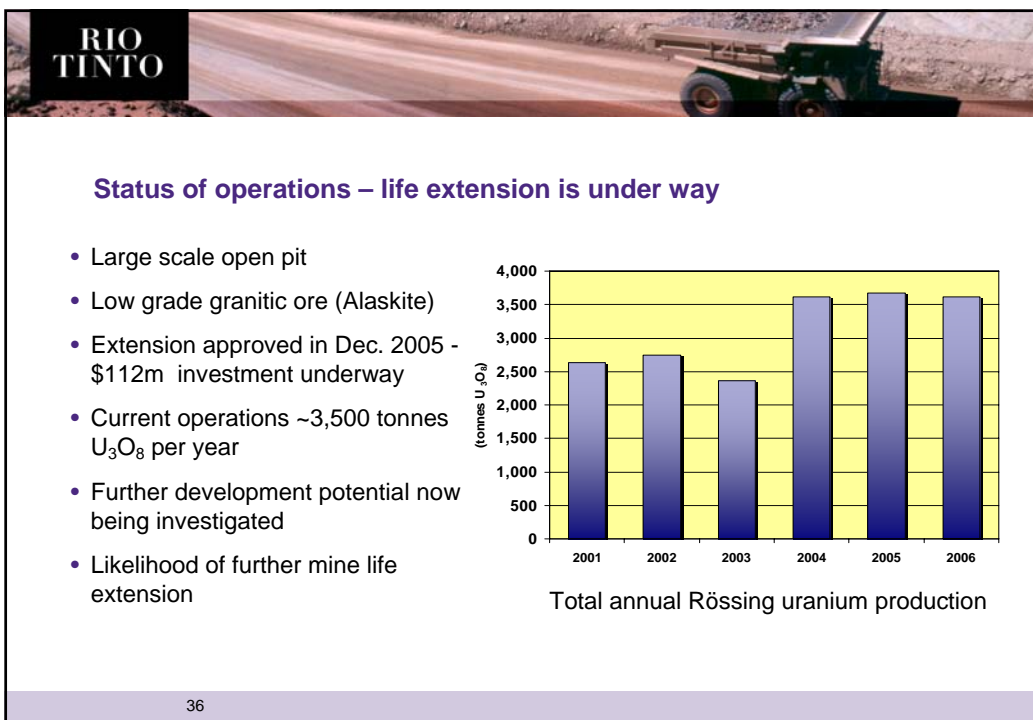 RIO
TINTO
Status of operations – life extension is under way
• Large scale open pit
• Low grade granitic ore (Alaskite)
• Extension approved in Dec. 2005 -
$112m investment underway
• Current operations ~3,500 tonnes
U₃O₈ per year
• Further development potential now
being investigated
• Likelihood of further mine life
extension
(tonnes U₃O₈)
4,000
3,500
3,000
2,500
2,000
1,500
1,000
500
0
2001 2002 2003 2004 2005 2006
Total annual Rössing uranium production
36